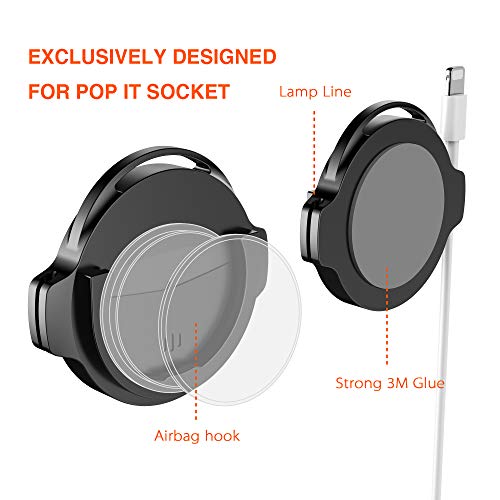 EXCLUSIVELY DESIGNED
FOR POP IT SOCKET
Lamp Line
Strong 3M Glue
Airbag hook